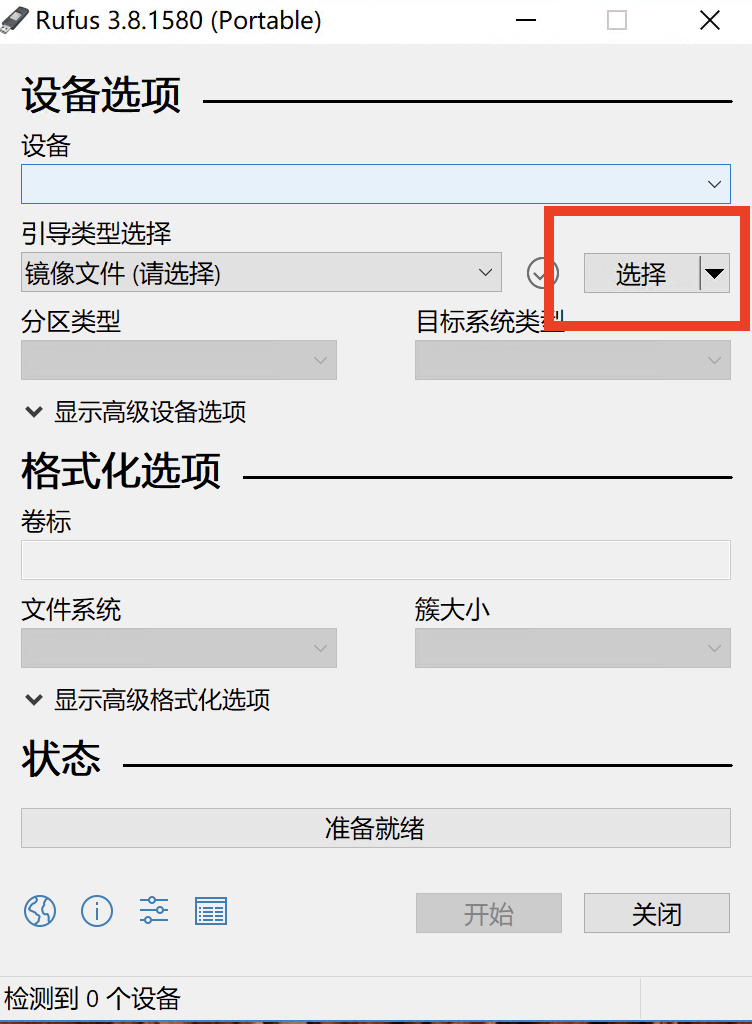 Rufus 3.8.1580 (Portable)
设备选项
设备
引导类型选择
镜像文件 (请选择)
选择
分区类型
目标系统类型
显示高级设备选项
格式化选项
卷标
文件系统
簇大小
显示高级格式化选项
状态
准备就绪
开始
关闭
检测到 0 个设备